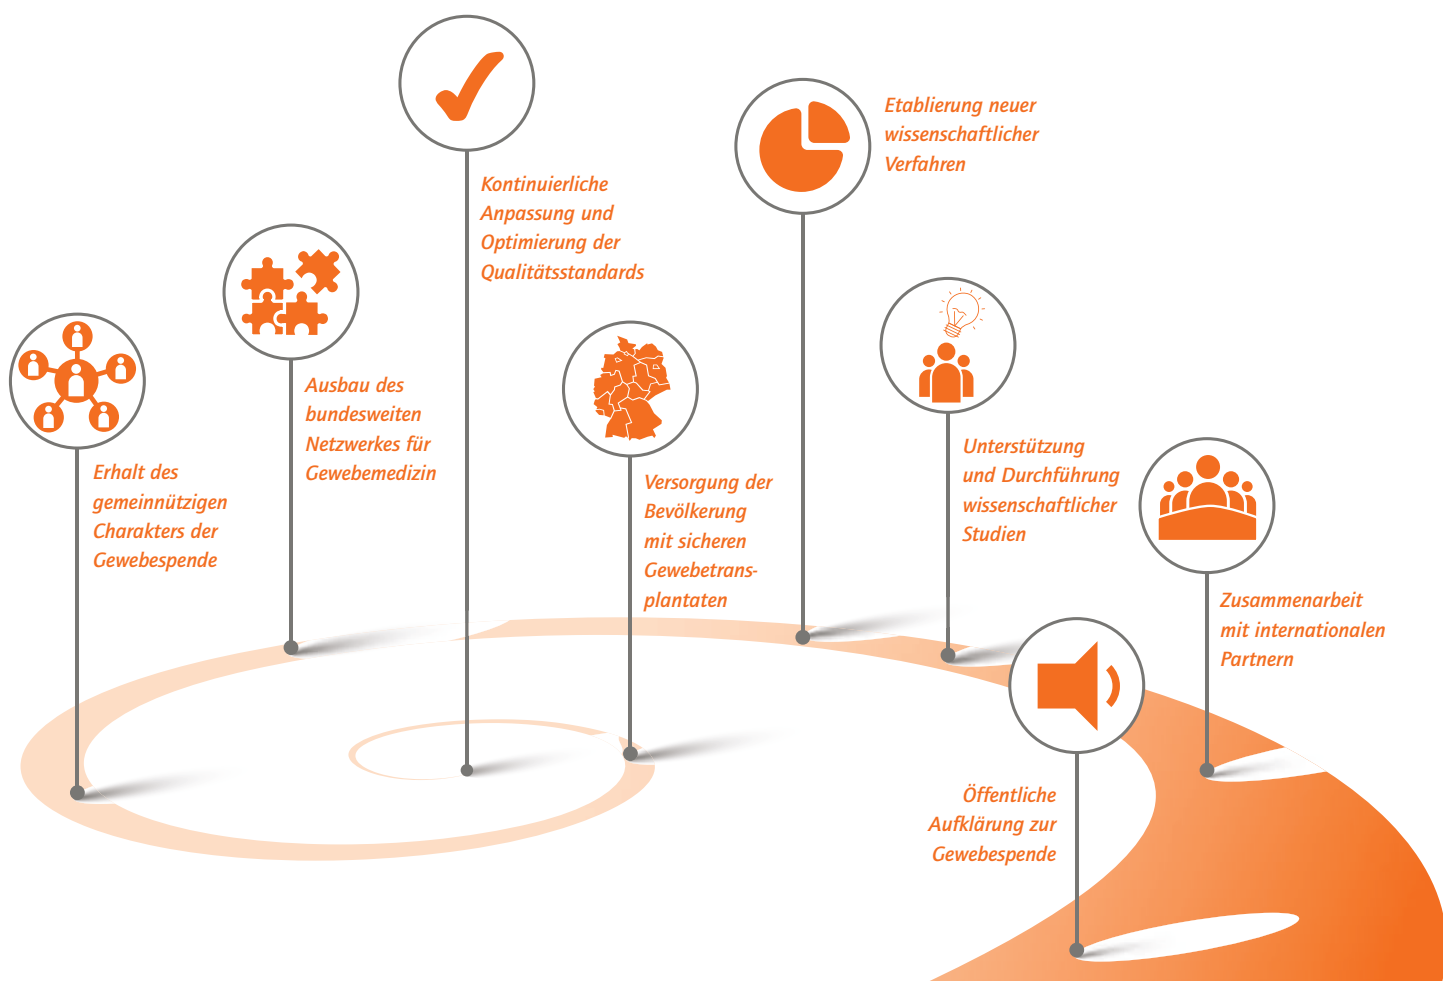 Erhalt des
gemeinnützigen
Charakters der
Gewebespende
Ausbau des
bundesweiten
Netzwerkes für
Gewebemedizin
Kontinuierliche
Anpassung und
Optimierung der
Qualitätsstandards
Versorgung der
Bevölkerung
mit sicheren
Gewebetrans-
plantaten
Etablierung neuer
wissenschaftlicher
Verfahren
Unterstützung
und Durchführung
wissenschaftlicher
Studien
Öffentliche
Aufklärung zur
Gewebespende
Zusammenarbeit
mit internationalen
Partnern